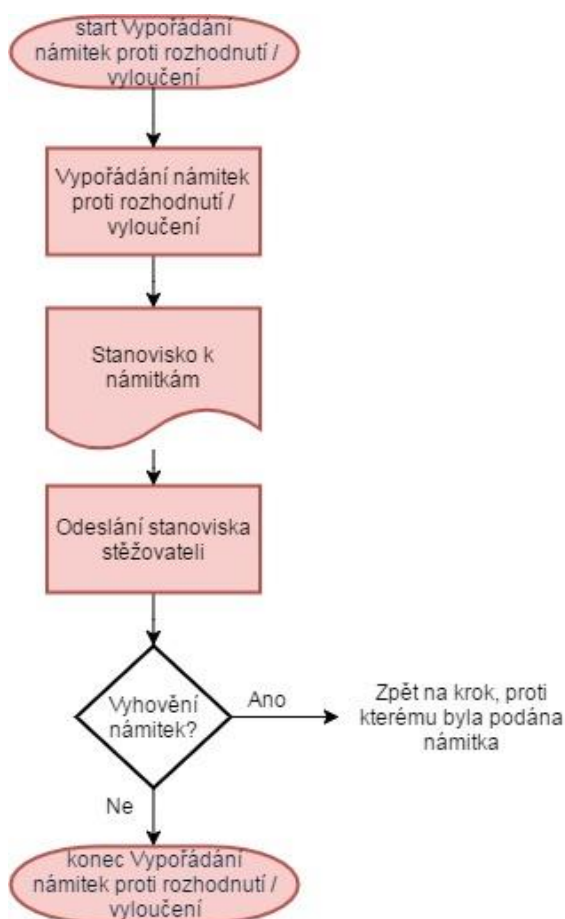 start Vypořádání
námitek proti rozhodnutí /
vyloučení
Vypořádání námitek
proti rozhodnutí /
vyloučení
Stanovisko k
námitkám
Odeslání stanoviska
stěžovateli
Vyhovění
námitek?
Ano
Zpět na krok, proti
kterému byla podána
námitka
Ne
konec Vypořádání
námitek proti rozhodnutí /
vyloučení